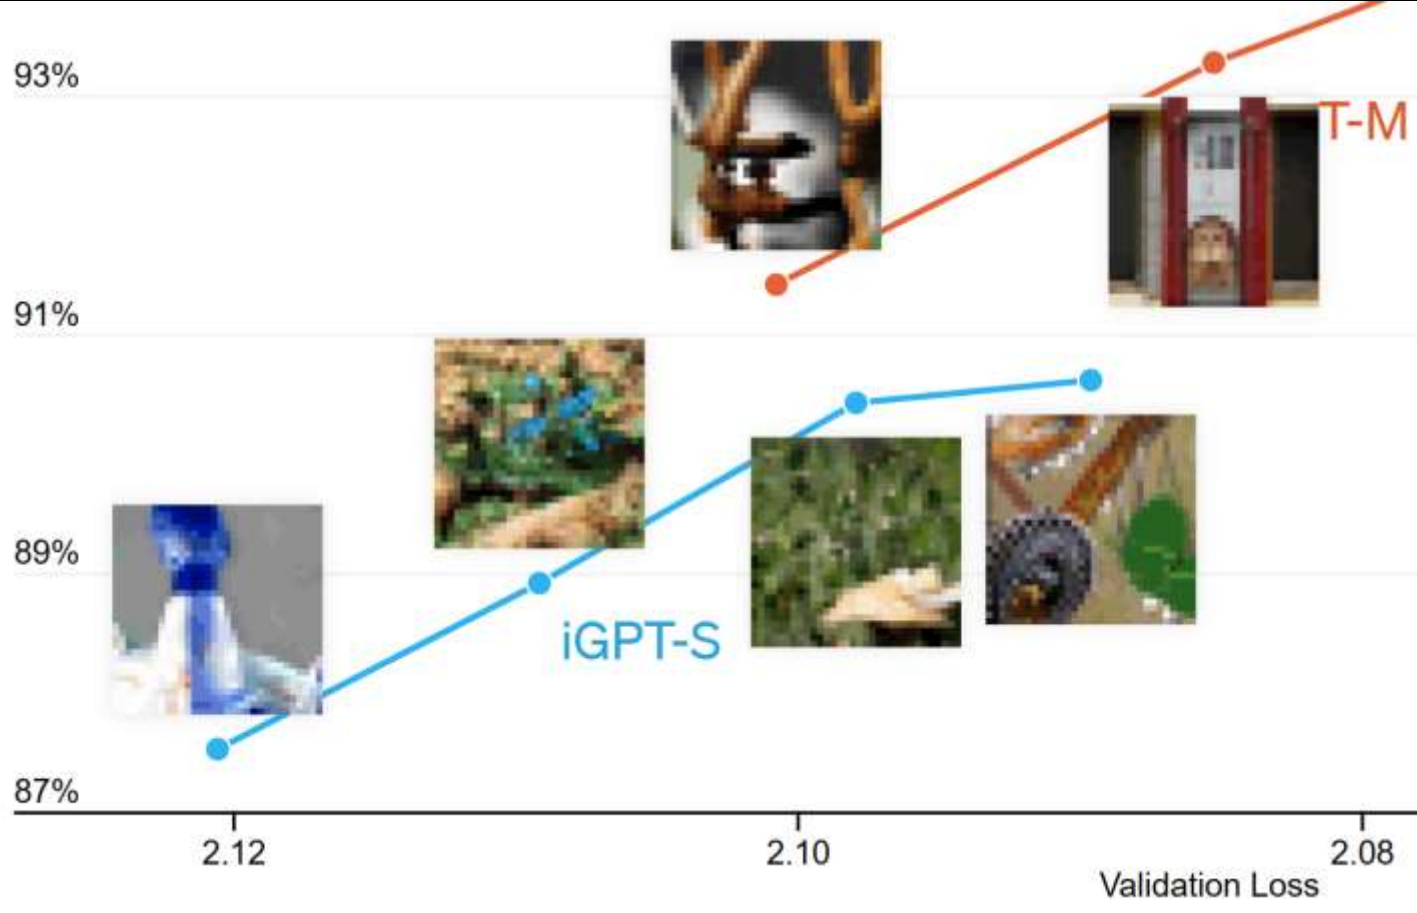 93%
T-M
91%
89%
iGPT-S
87%
2.12
2.10
2.08
Validation Loss